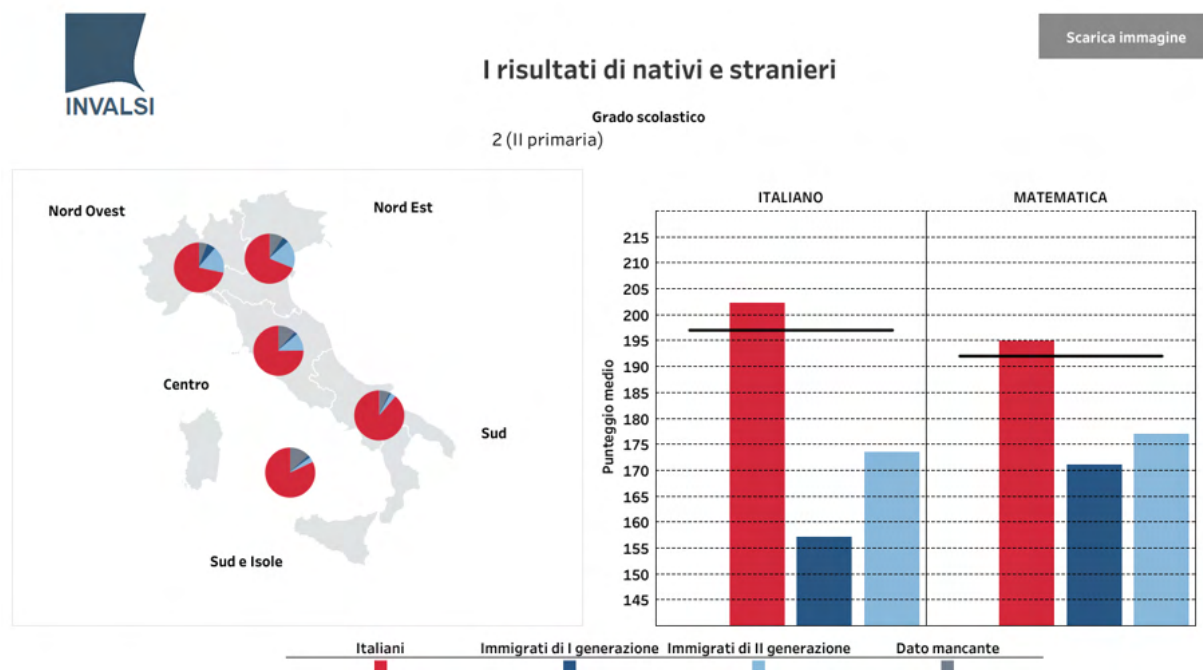 INVALSI
Scarica immagine
I risultati di nativi e stranieri
Grado scolastico
2 (II primaria)
Nord Ovest
Nord Est
Centro
Sud
Sud e Isole
ITALIANO
MATEMATICA
Punteggio medio
215
210
205
200
195
190
185
180
175
170
165
160
155
150
145
Italiani
Immigrati di I generazione
Immigrati di II generazione
Dato mancante